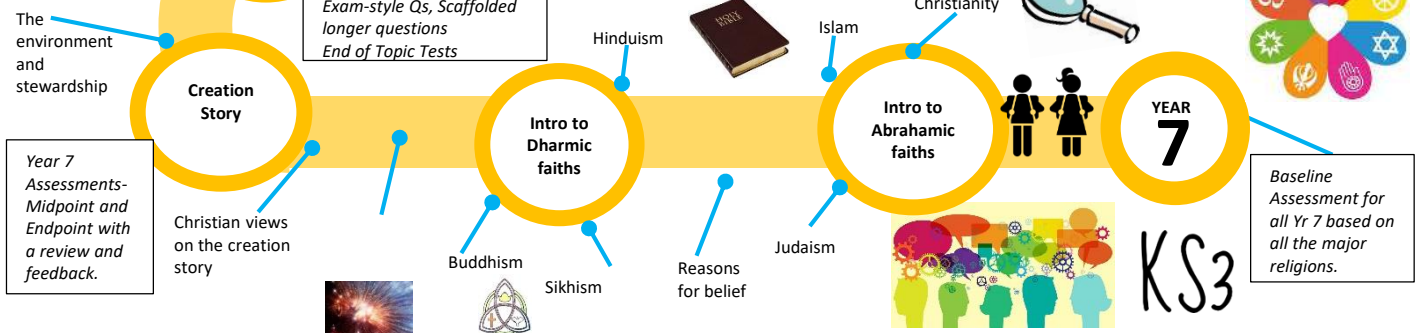 The
environment
and
stewardship
Exam-style Qs, Scaffolded
longer questions
End of Topic Tests
Creation
Story
Year 7
Assessments-
Midpoint and
Endpoint with
a review and
feedback.
Christian views
on the creation
story
Hinduism
Intro to
Dharmic
faiths
Buddhism
Sikhism
HOLY
BIBLE
Reasons
for belief
Islam
Christianity
Intro to
Abrahamic
faiths
Judaism
YEAR
7
KS3
Baseline
Assessment for
all Yr 7 based on
all the major
religions.